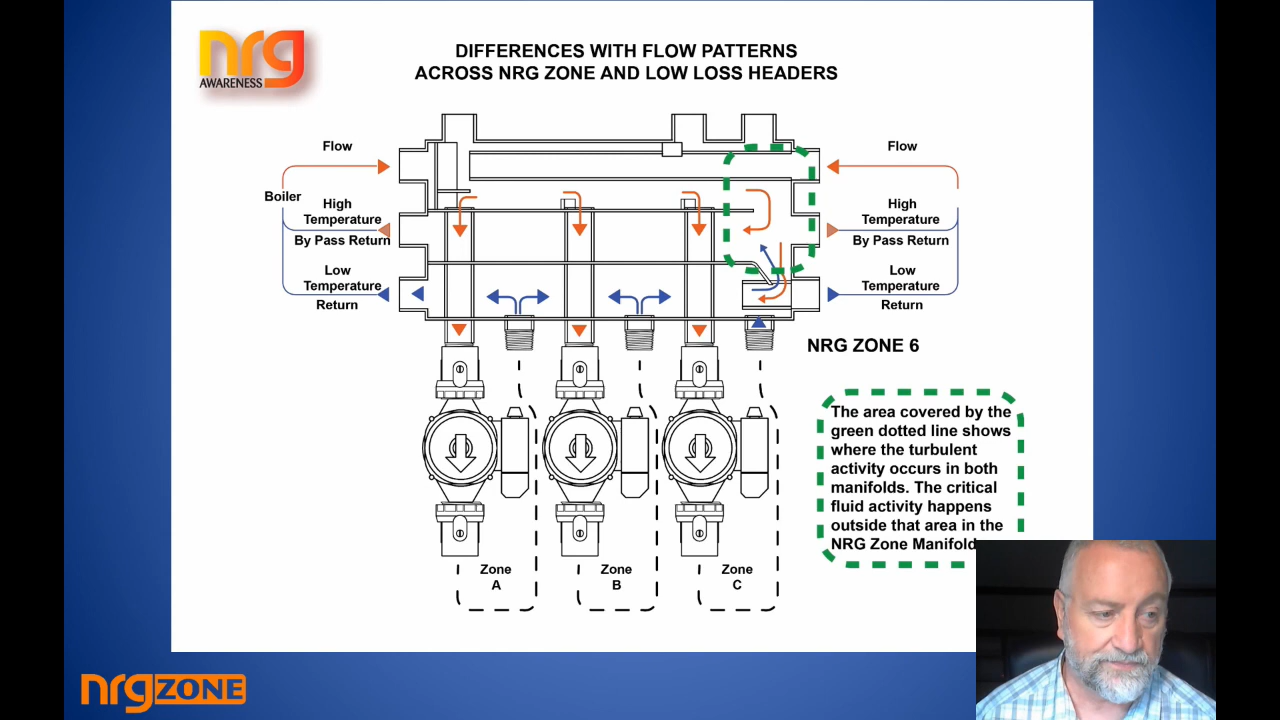 nrg
AWARENESS
DIFFERENCES WITH FLOW PATTERNS
ACROSS NRG ZONE AND LOW LOSS HEADERS
Flow
Boiler
High
Temperature
By Pass Return
Low
Temperature
Return
Flow
High
Temperature
By Pass Return
Low
Temperature
Return
NRG ZONE 6
The area covered by the
green dotted line shows
where the turbulent
activity occurs in both
manifolds. The critical
fluid activity happens
outside that area in the
NRG Zone Manifold
Zone
A
Zone
B
Zone
C
nrgZONE